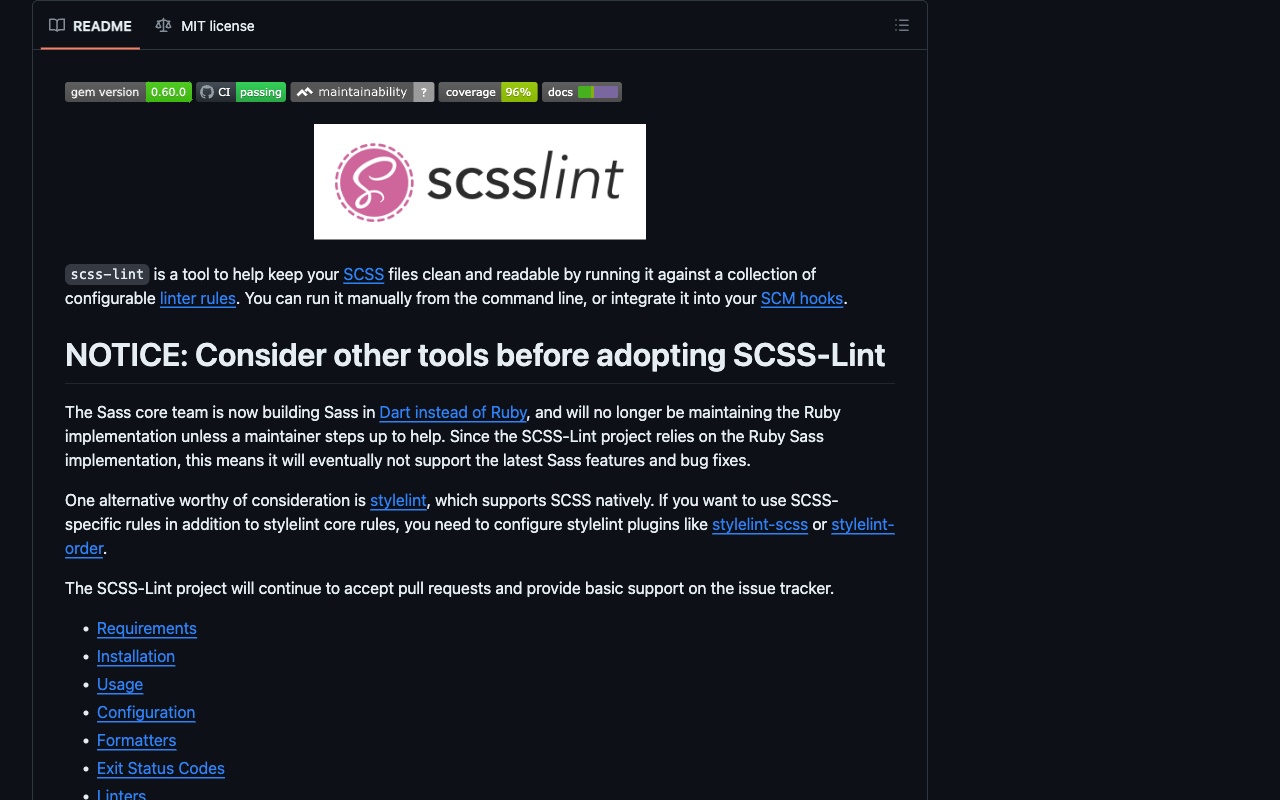 README MIT license
gem version 0.60.0 CI passing maintainability ? coverage 96% docs
scsslint
scss-lint is a tool to help keep your SCSS files clean and readable by running it against a collection of
configurable linter rules. You can run it manually from the command line, or integrate it into your SCM hooks.
NOTICE: Consider other tools before adopting SCSS-Lint
The Sass core team is now building Sass in Dart instead of Ruby, and will no longer be maintaining the Ruby
implementation unless a maintainer steps up to help. Since the SCSS-Lint project relies on the Ruby Sass
implementation, this means it will eventually not support the latest Sass features and bug fixes.
One alternative worthy of consideration is stylelint, which supports SCSS natively. If you want to use SCSS-
specific rules in addition to stylelint core rules, you need to configure stylelint plugins like stylelint-scss or stylelint-
order.
The SCSS-Lint project will continue to accept pull requests and provide basic support on the issue tracker.
• Requirements
• Installation
• Usage
• Configuration
• Formatters
• Exit Status Codes
• Linters